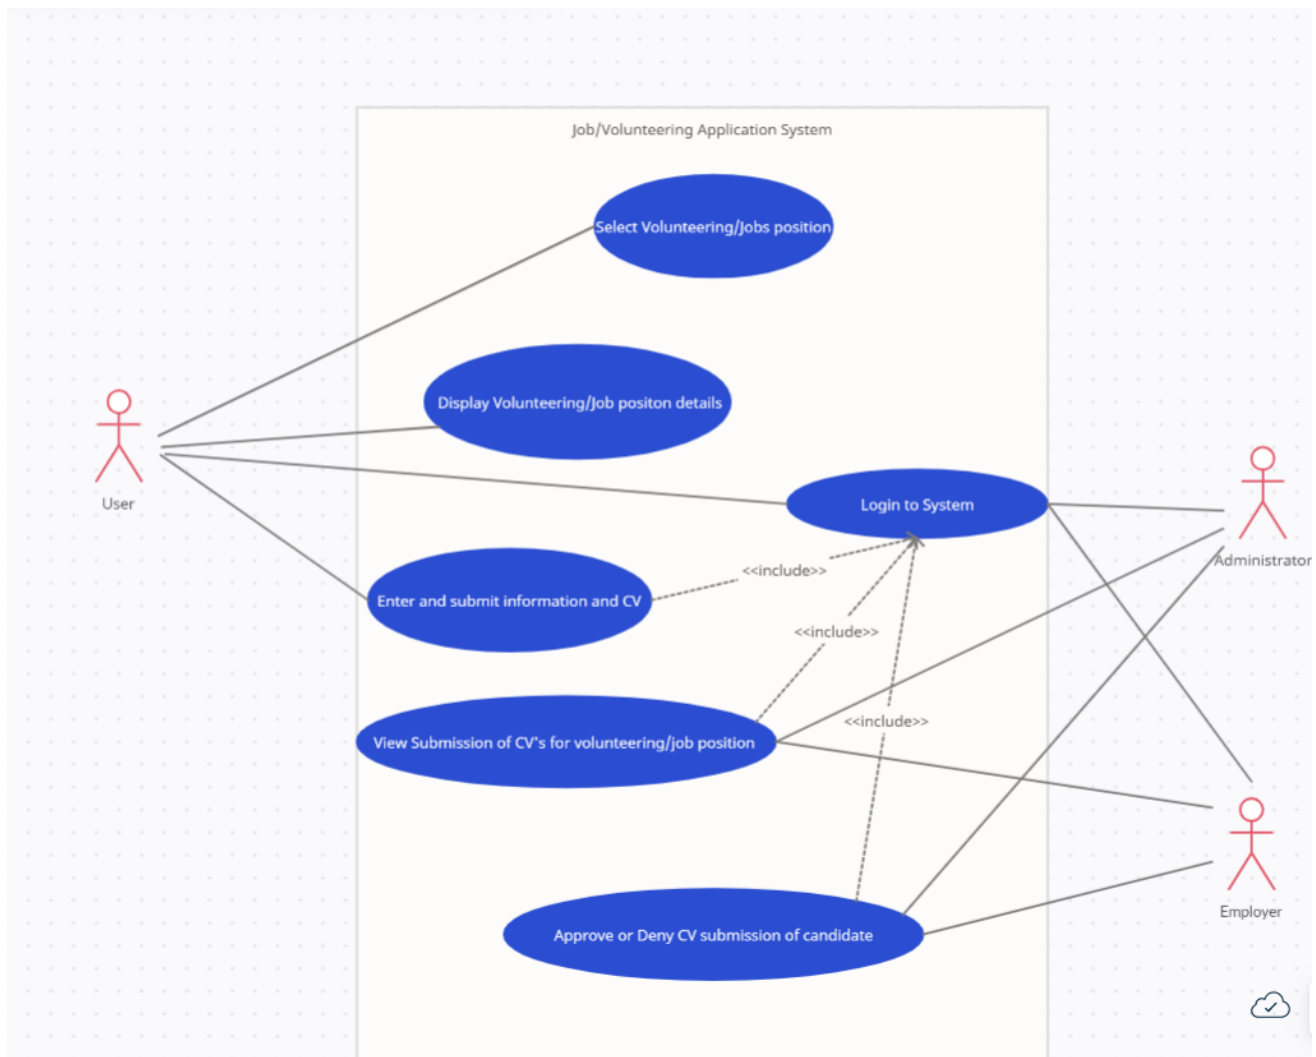 Job/Volunteering Application System
Select Volunteering/Jobs position
Display Volunteering/Job positon details
User
Login to System
Administrator
<<include>>
Enter and submit information and CV
<<include>>
<<include>>
View Submission of CV's for volunteering/job position
Employer
Approve or Deny CV submission of candidate